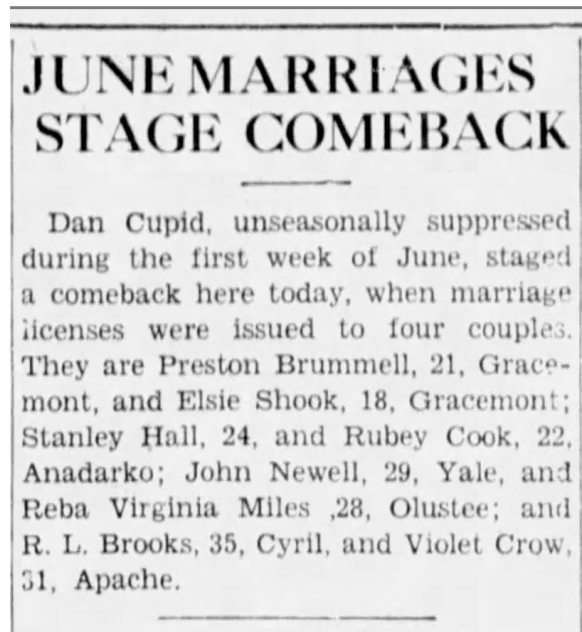 JUNE MARRIAGES
STAGE COMEBACK
Dan Cupid, unseasonally suppressed
during the first week of June, staged
a comeback here today, when marriage
licenses were issued to four couples.
They are Preston Brummell, 21, Grace-
mont, and Elsie Shook, 18, Gracemont;
Stanley Hall, 24, and Rubey Cook, 22,
Anadarko; John Newell, 29, Yale, and
Reba Virginia Miles ,28, Olustee; and
R. L. Brooks, 35, Cyril, and Violet Crow,
31, Apache.